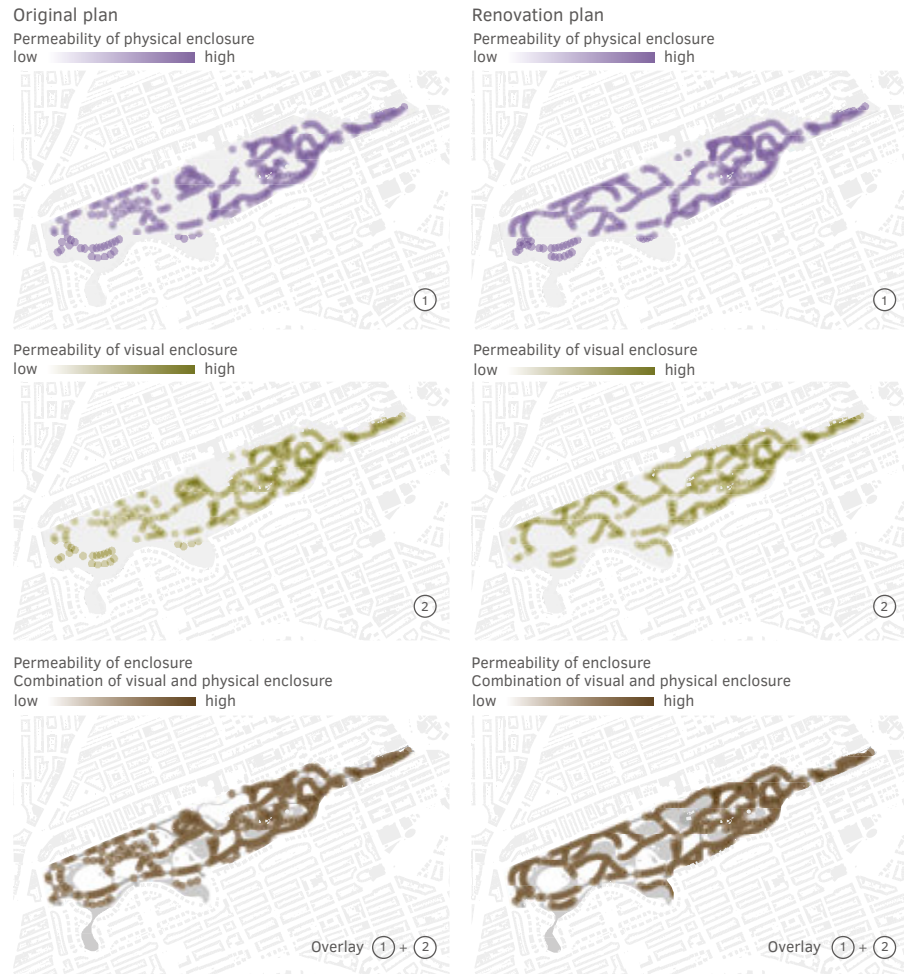 Original plan
Permeability of physical enclosure
low high
1
Renovation plan
Permeability of physical enclosure
low high
1
Permeability of visual enclosure
low high
2
Permeability of visual enclosure
low high
2
Permeability of enclosure
Combination of visual and physical enclosure
low high
Overlay 1 + 2
Permeability of enclosure
Combination of visual and physical enclosure
low high
Overlay 1 + 2